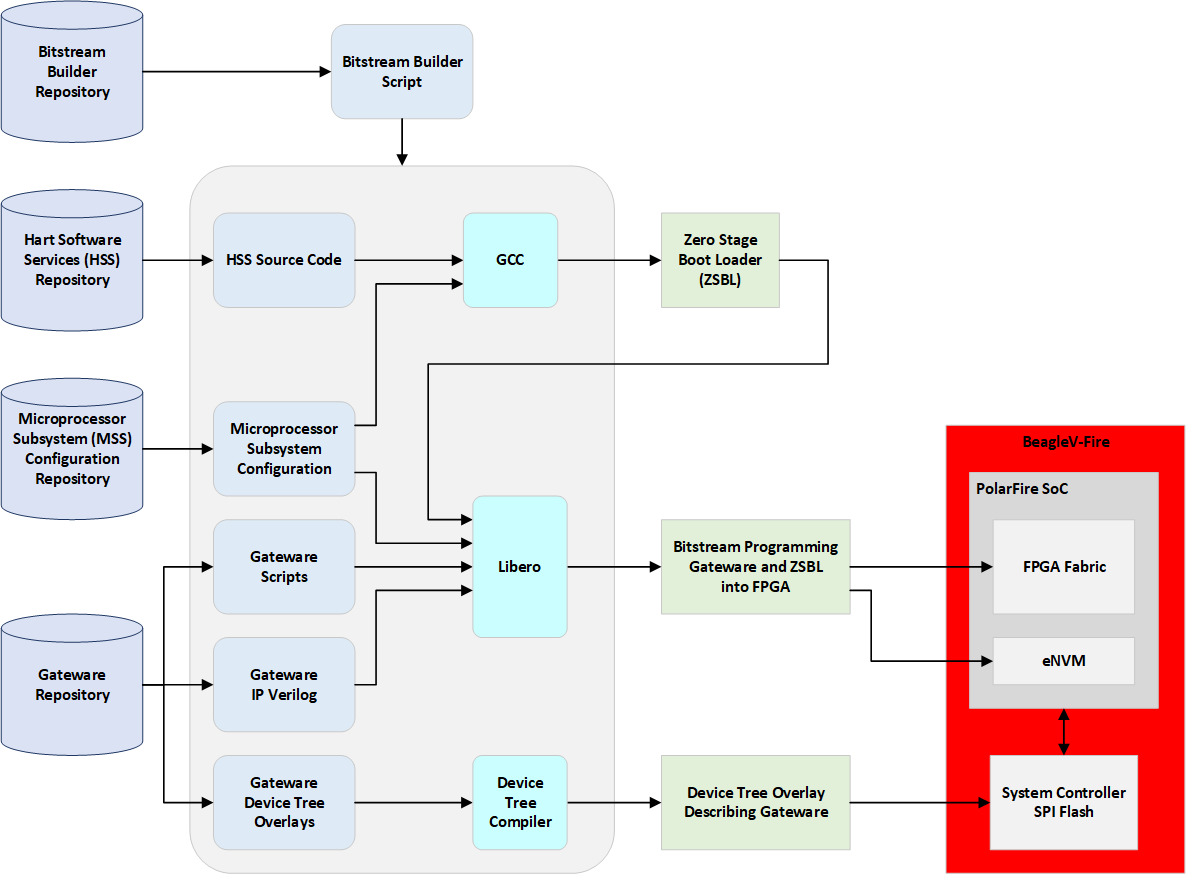 Bitstream
Builder
Repository
Bitstream Builder
Script
Hart Software
Services (HSS)
Repository
HSS Source Code
GCC
Zero Stage
Boot Loader
(ZSBL)
Microprocessor
Subsystem (MSS)
Configuration
Repository
Microprocessor
Subsystem
Configuration
BeagleV-Fire
PolarFire SoC
Gateware
Scripts
Libero
Bitstream Programming
Gateware and ZSBL
into FPGA
FPGA Fabric
Gateware
Repository
Gateware
IP Verilog
eNVM
Gateware
Device Tree
Overlays
Device
Tree
Compiler
Device Tree Overlay
Describing Gateware
System Controller
SPI Flash